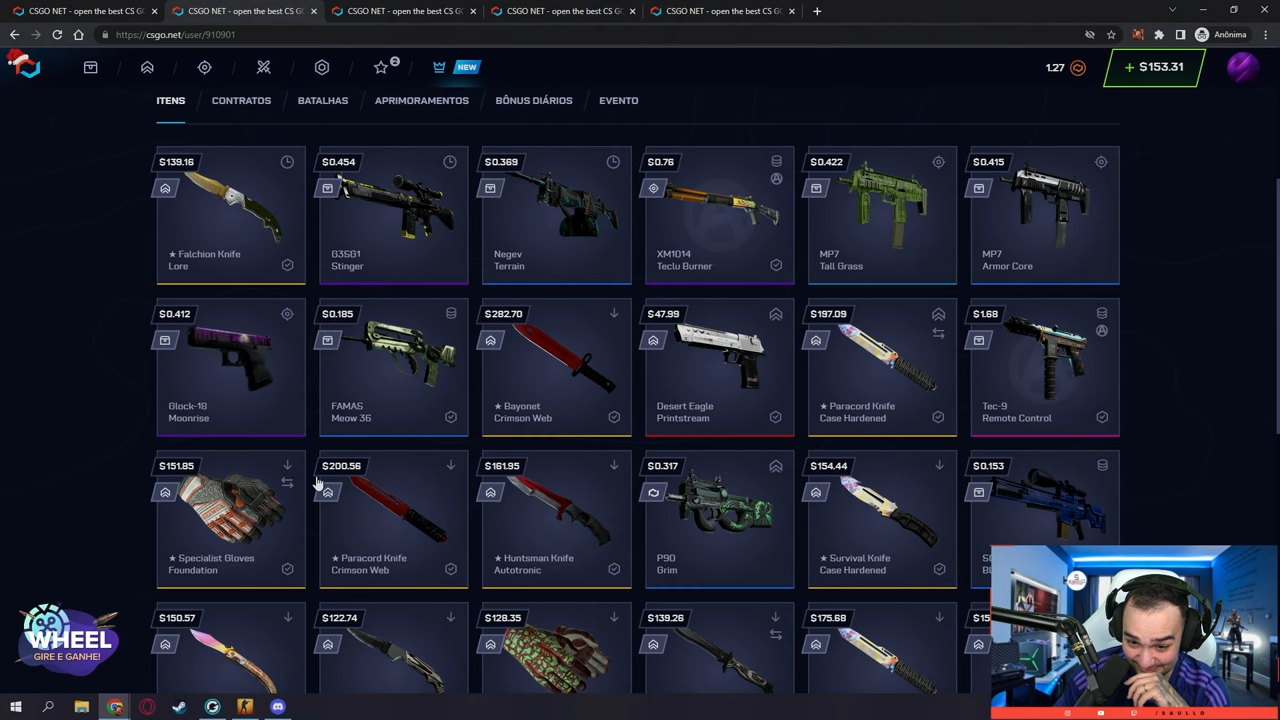 CSGO NET - open the best CS GO
CSGO NET - open the best CS GO
CSGO NET - open the best CS GO
CSGO NET - open the best CS GO
CSGO NET - open the best CS GO
https://csgo.net/user/910901
Anônima
2
NEW
1.27
+ $153.31
ITENS
CONTRATOS
BATALHAS
APRIMORAMENTOS
BÔNUS DIÁRIOS
EVENTO
$139.16
★ Falchion Knife
Lore
$0.454
G3SG1
Stinger
$0.369
Negev
Terrain
$0.76
XM1014
Teclu Burner
$0.422
MP7
Tall Grass
$0.415
MP7
Armor Core
$0.412
Glock-18
Moonrise
$0.185
FAMAS
Meow 36
$282.70
★ Bayonet
Crimson Web
$47.99
Desert Eagle
Printstream
$197.09
★ Paracord Knife
Case Hardened
$1.68
Tec-9
Remote Control
$151.85
★ Specialist Gloves
Foundation
$200.56
★ Paracord Knife
Crimson Web
$161.95
★ Huntsman Knife
Autotronic
$0.317
P90
Grim
$154.44
★ Survival Knife
Case Hardened
$0.153
$150.57
$122.74
$128.35
$139.26
$175.68
WHEEL
GIRE E GANHE!
/SAULLO